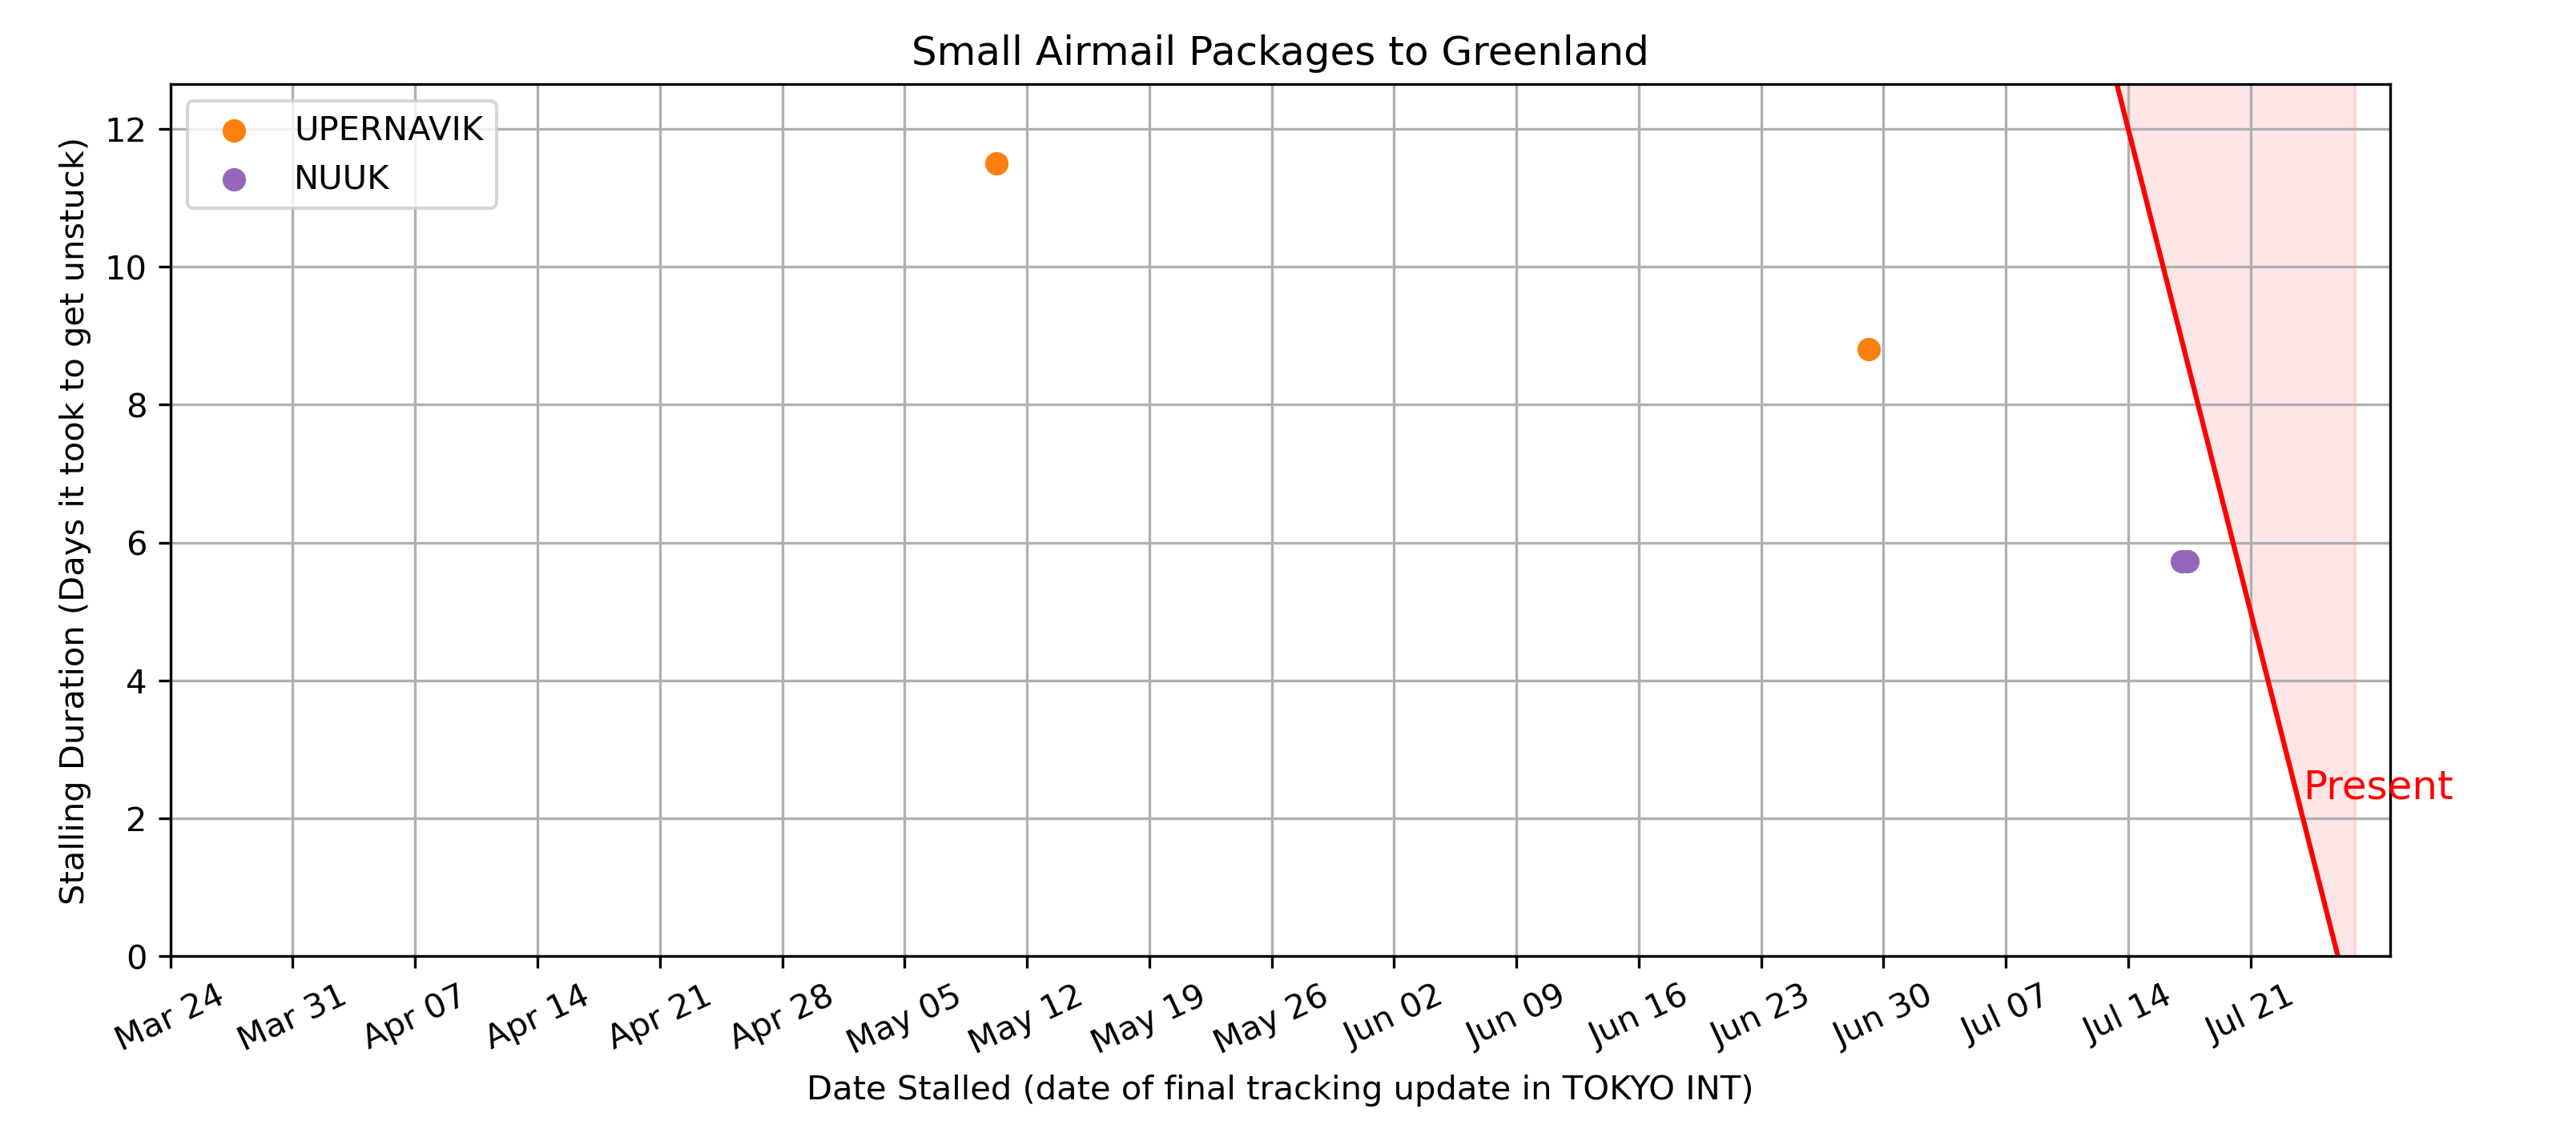 Small Airmail Packages to Greenland
UPERNAVIK
NUUK
Stalling Duration (Days it took to get unstuck)
12
10
8
6
4
2
0
Present
Mar 24
Mar 31
Apr 07
Apr 14
Apr 21
Apr 28
May 05
May 12
May 19
May 26
Jun 02
Jun 09
Jun 16
Jun 23
Jun 30
Jul 07
Jul 14
Jul 21
Date Stalled (date of final tracking update in TOKYO INT)